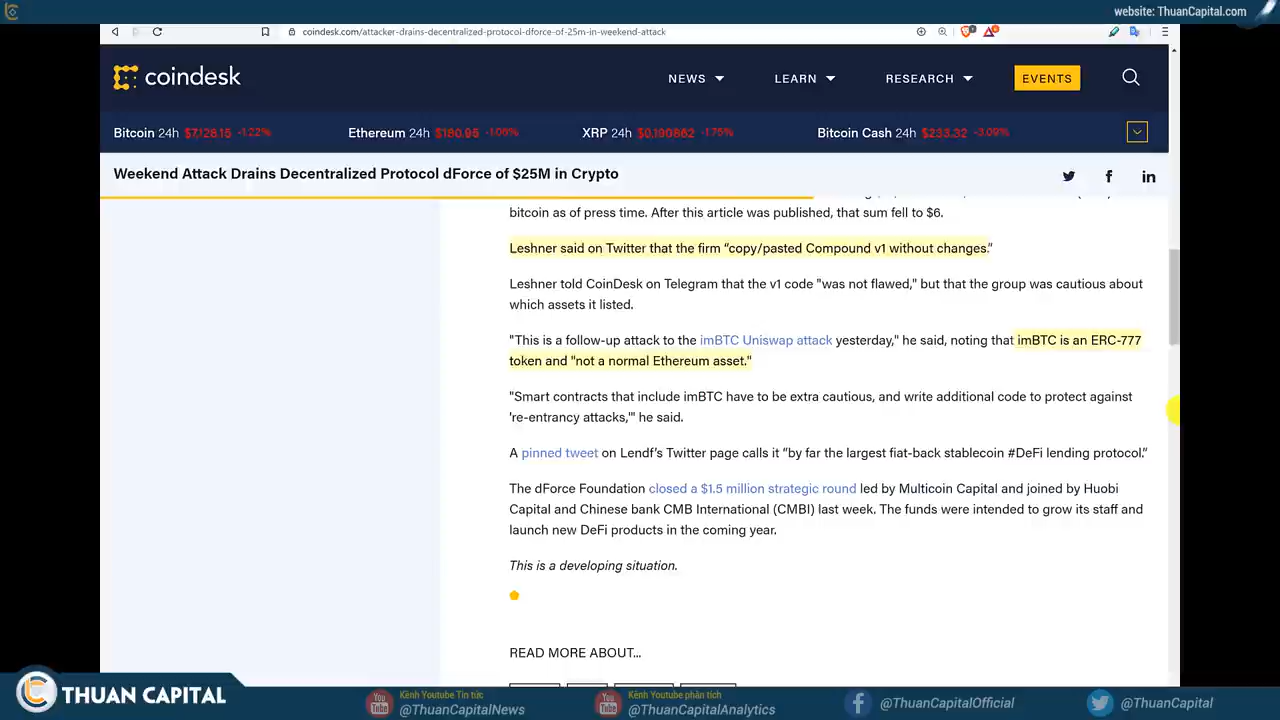 website: ThuanCapital.com
coindesk.com/attacker-drains-decentralized-protocol-dforce-of-25m-in-weekend-attack
coindesk
NEWS LEARN RESEARCH EVENTS
Bitcoin 24h $7,128.15 -1.22% Ethereum 24h $180.95 -1.06% XRP 24h $0.190862 -1.75% Bitcoin Cash 24h $233.32 -3.09%
Weekend Attack Drains Decentralized Protocol dForce of $25M in Crypto
bitcoin as of press time. After this article was published, that sum fell to $6.
Leshner said on Twitter that the firm “copy/pasted Compound v1 without changes.”
Leshner told CoinDesk on Telegram that the v1 code "was not flawed," but that the group was cautious about
which assets it listed.
"This is a follow-up attack to the imBTC Uniswap attack yesterday," he said, noting that imBTC is an ERC-777
token and "not a normal Ethereum asset."
"Smart contracts that include imBTC have to be extra cautious, and write additional code to protect against
're-entrancy attacks,'" he said.
A pinned tweet on Lendf’s Twitter page calls it “by far the largest fiat-back stablecoin #DeFi lending protocol.”
The dForce Foundation closed a $1.5 million strategic round led by Multicoin Capital and joined by Huobi
Capital and Chinese bank CMB International (CMBI) last week. The funds were intended to grow its staff and
launch new DeFi products in the coming year.
This is a developing situation.
READ MORE ABOUT...
THUAN CAPITAL
You Tube
Kênh Youtube Tin tức
@ThuanCapitalNews
You Tube
Kênh Youtube phân tích
@ThuanCapitalAnalytics
@ThuanCapitalOfficial
@ThuanCapital